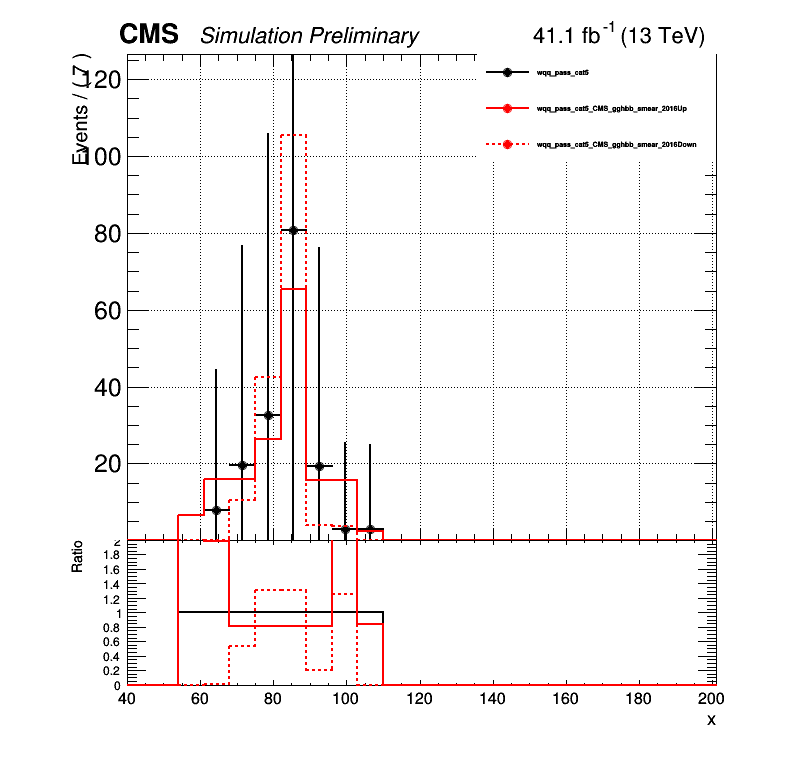 CMS Simulation Preliminary 41.1 fb⁻¹ (13 TeV)
Events / ( 7 )
120
100
80
60
40
20
wqq_pass_cat5
wqq_pass_cat5_CMS_gghbb_smear_2016Up
wqq_pass_cat5_CMS_gghbb_smear_2016Down
Ratio
2
1.8
1.6
1.4
1.2
1
0.8
0.6
0.4
0.2
0
40 60 80 100 120 140 160 180 200
x